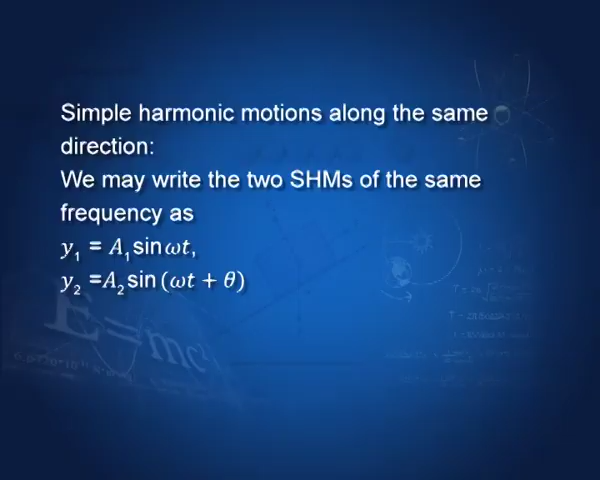 Simple harmonic motions along the same
direction:
We may write the two SHMs of the same
frequency as
y₁ = A₁sinωt,
y₂ =A₂sin (ωt + θ)
E=mc²